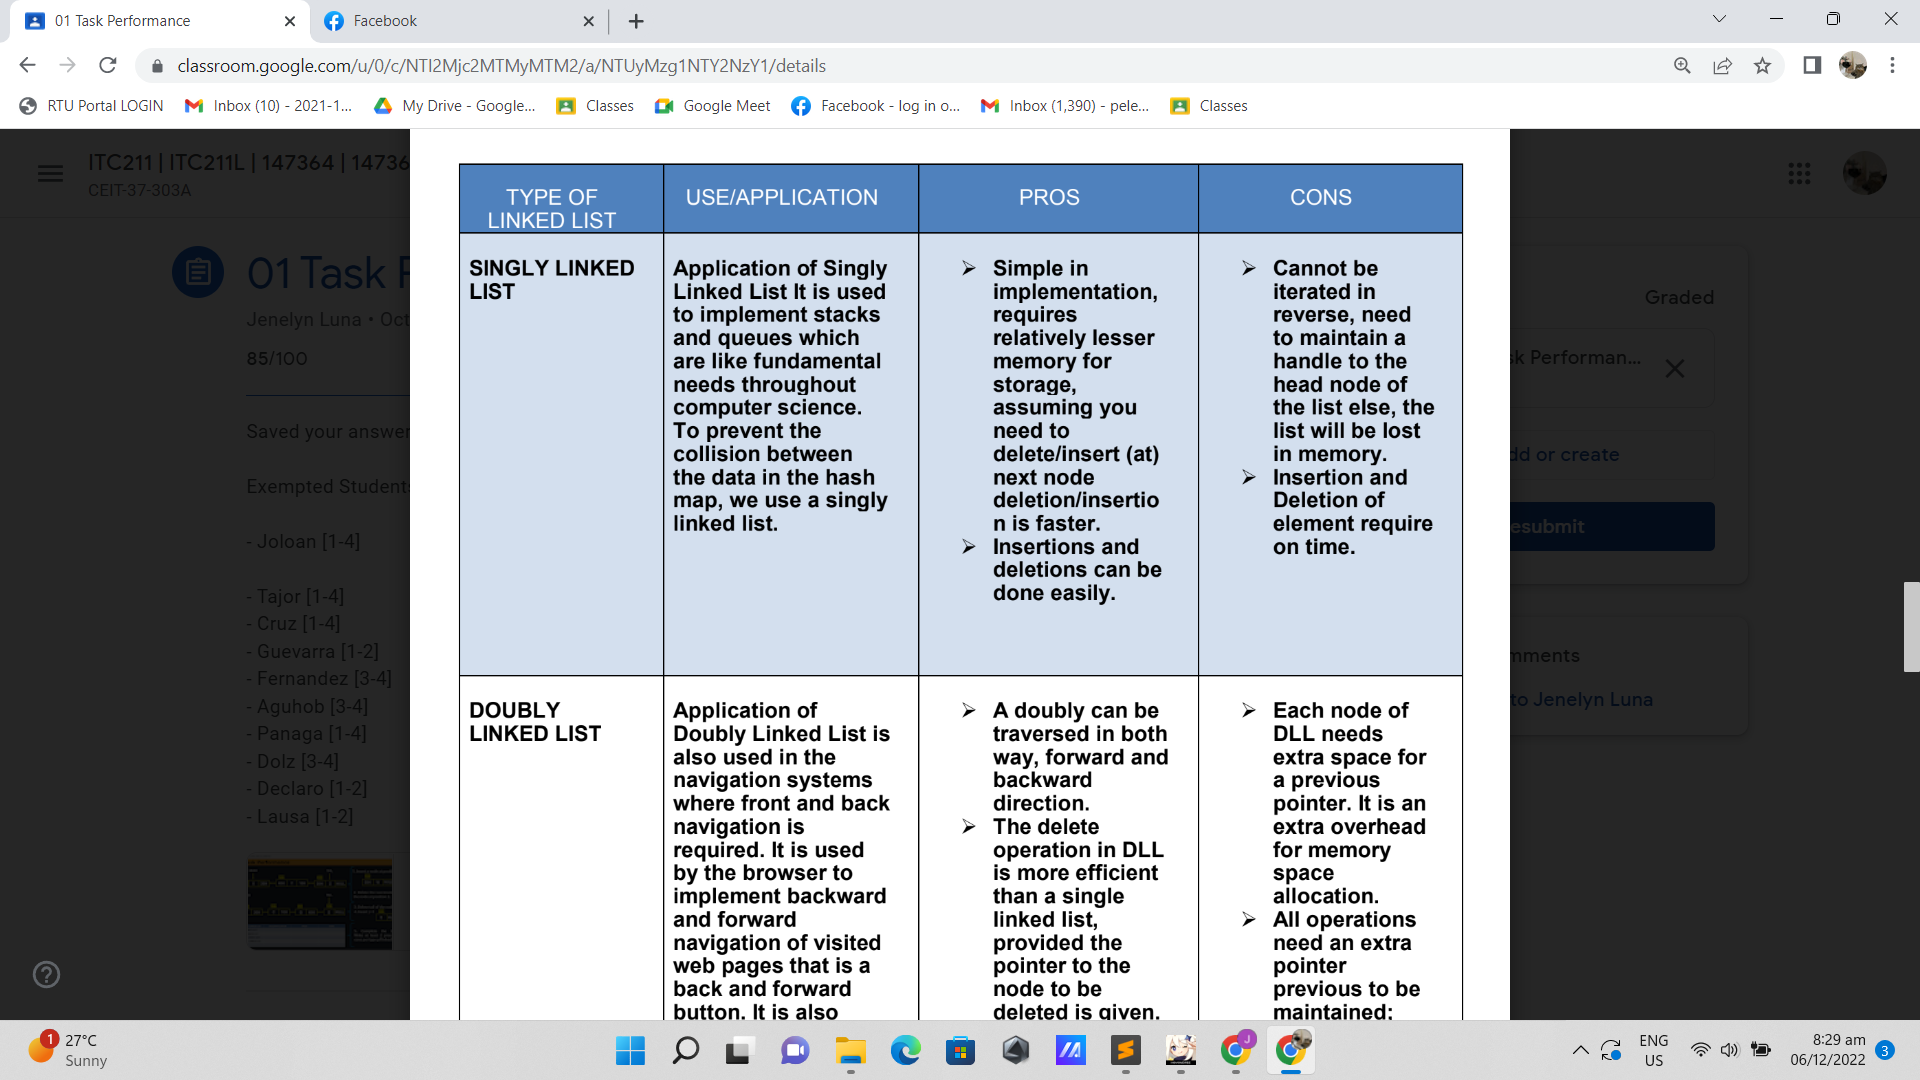 01 Task Performance
Facebook
classroom.google.com/u/0/c/NTI2Mjc2MTMyMTM2/a/NTUyMzg1NTY2NzY1/details
RTU Portal LOGIN
Inbox (10) - 2021-1...
My Drive - Google...
Classes
Google Meet
Facebook - log in o...
Inbox (1,390) - pele...
Classes
ITC211 | ITC211L | 147364 | 14736
CEIT-37-303A
01 Task
Jenelyn Luna • Oct
85/100
Saved your answer
Exempted Student
- Joloan [1-4]
- Tajor [1-4]
- Cruz [1-4]
- Guevarra [1-2]
- Fernandez [3-4]
- Aguhob [3-4]
- Panaga [1-4]
- Dolz [3-4]
- Declaro [1-2]
- Lausa [1-2]
TYPE OF
LINKED LIST
USE/APPLICATION
PROS
CONS
SINGLY LINKED
LIST
Application of Singly
Linked List It is used
to implement stacks
and queues which
are like fundamental
needs throughout
computer science.
To prevent the
collision between
the data in the hash
map, we use a singly
linked list.
➢ Simple in
implementation,
requires
relatively lesser
memory for
storage,
assuming you
need to
delete/insert (at)
next node
deletion/insertio
n is faster.
➢ Insertions and
deletions can be
done easily.
➢ Cannot be
iterated in
reverse, need
to maintain a
handle to the
head node of
the list else, the
list will be lost
in memory.
➢ Insertion and
Deletion of
element require
on time.
DOUBLY
LINKED LIST
Application of
Doubly Linked List is
also used in the
navigation systems
where front and back
navigation is
required. It is used
by the browser to
implement backward
and forward
navigation of visited
web pages that is a
back and forward
button. It is also
➢ A doubly can be
traversed in both
way, forward and
backward
direction.
➢ The delete
operation in DLL
is more efficient
than a single
linked list,
provided the
pointer to the
node to be
deleted is given.
➢ Each node of
DLL needs
extra space for
a previous
pointer. It is an
extra overhead
for memory
space
allocation.
➢ All operations
need an extra
pointer
previous to be
maintained;
Graded
sk Performan...
dd or create
esubmit
mments
to Jenelyn Luna
1
27°C
Sunny
J
ENG
US
8:29 am
06/12/2022
3